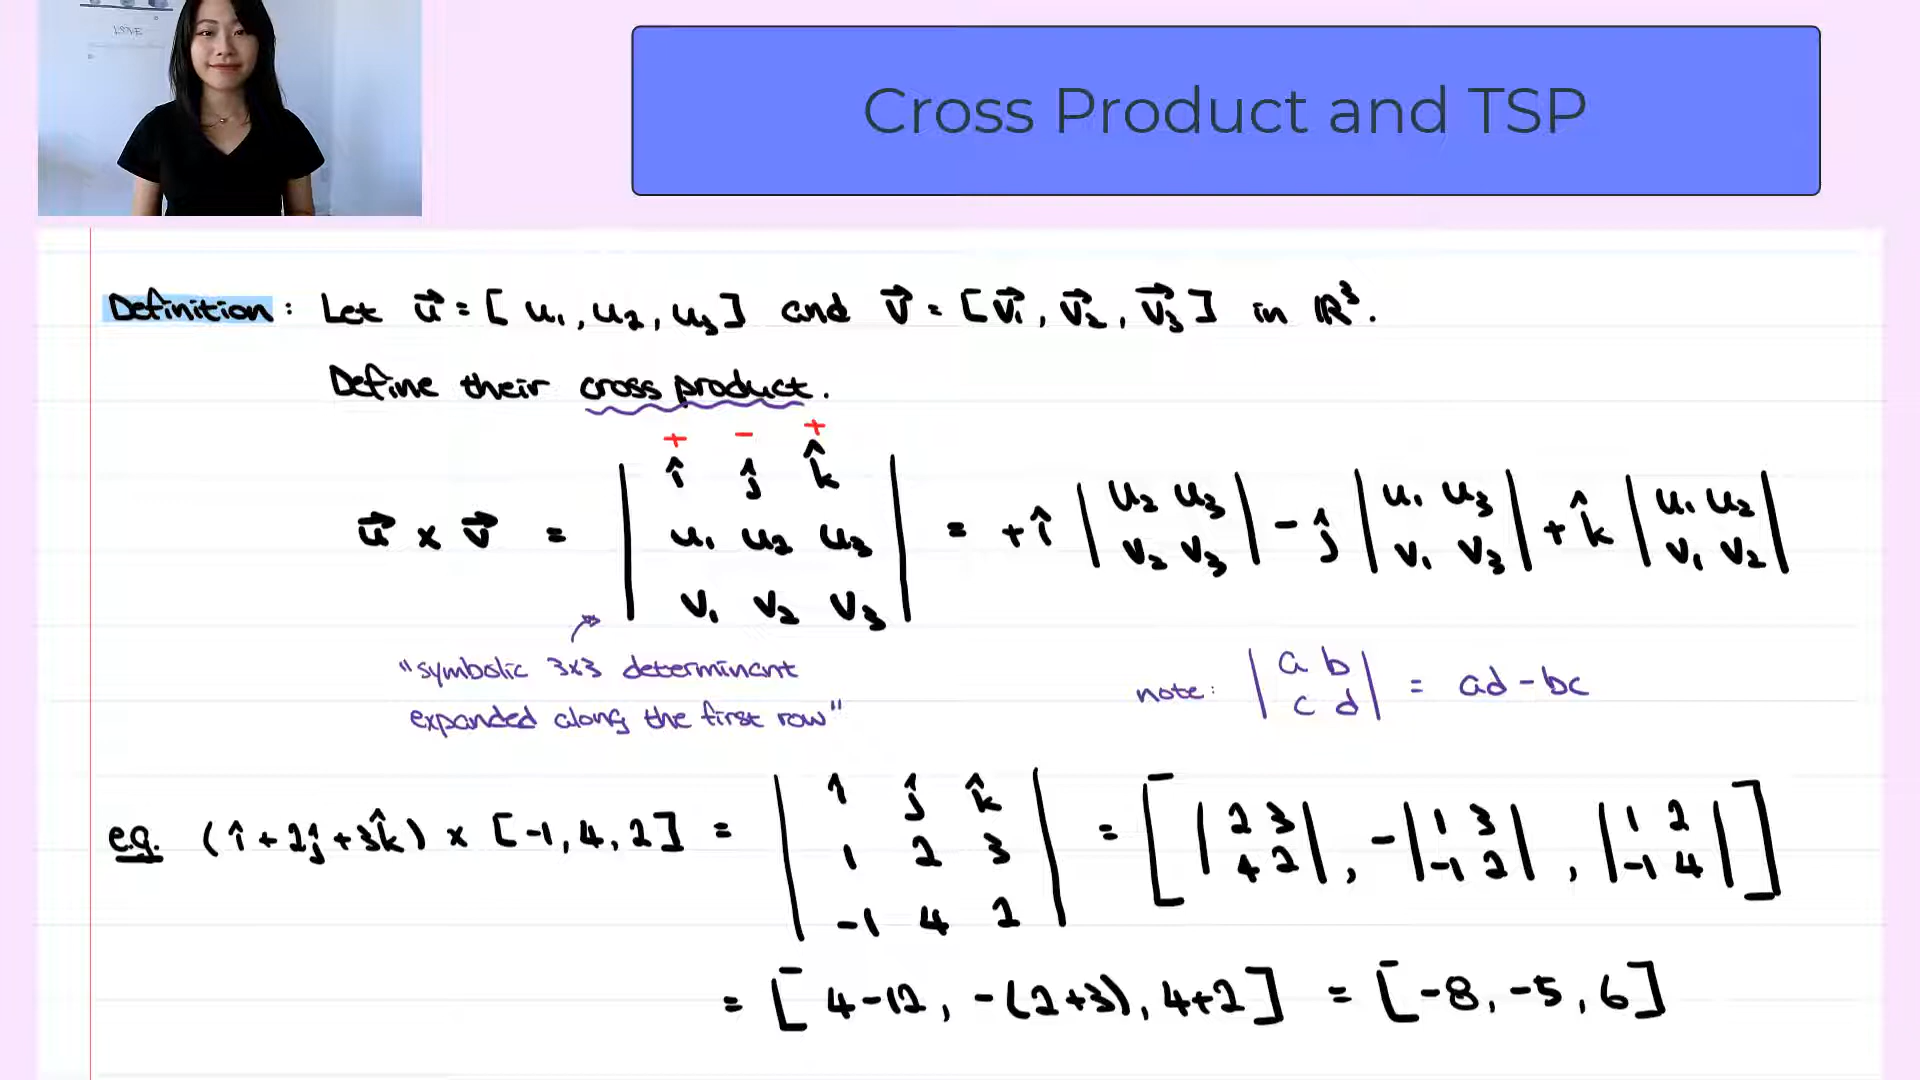 LOVE
Cross Product and TSP
Definition: Let u⃗ = [u₁, u₂, u₃] and v⃗ = [v⃗₁, v⃗₂, v⃗₃] in ℝ³.
Define their cross product.
+ − +
î ĵ k̂
u⃗ × v⃗ = | u₁ u₂ u₃ | = +î | u₂ u₃ | − ĵ | u₁ u₃ | + k̂ | u₁ u₂ |
v₁ v₂ v₃ | v₂ v₃ | | v₁ v₃ | | v₁ v₂ |
"symbolic 3x3 determinant
expanded along the first row"
note: | a b | = ad - bc
| c d |
î ĵ k̂
e.g. (î + 2ĵ + 3k̂) × [-1, 4, 2] = | 1 2 3 | = [ | 2 3 |, - | 1 3 |, | 1 2 | ]
-1 4 2 | 4 2 | | -1 2 | | -1 4 |
= [ 4-12, -(2+3), 4+2 ] = [ -8, -5, 6 ]